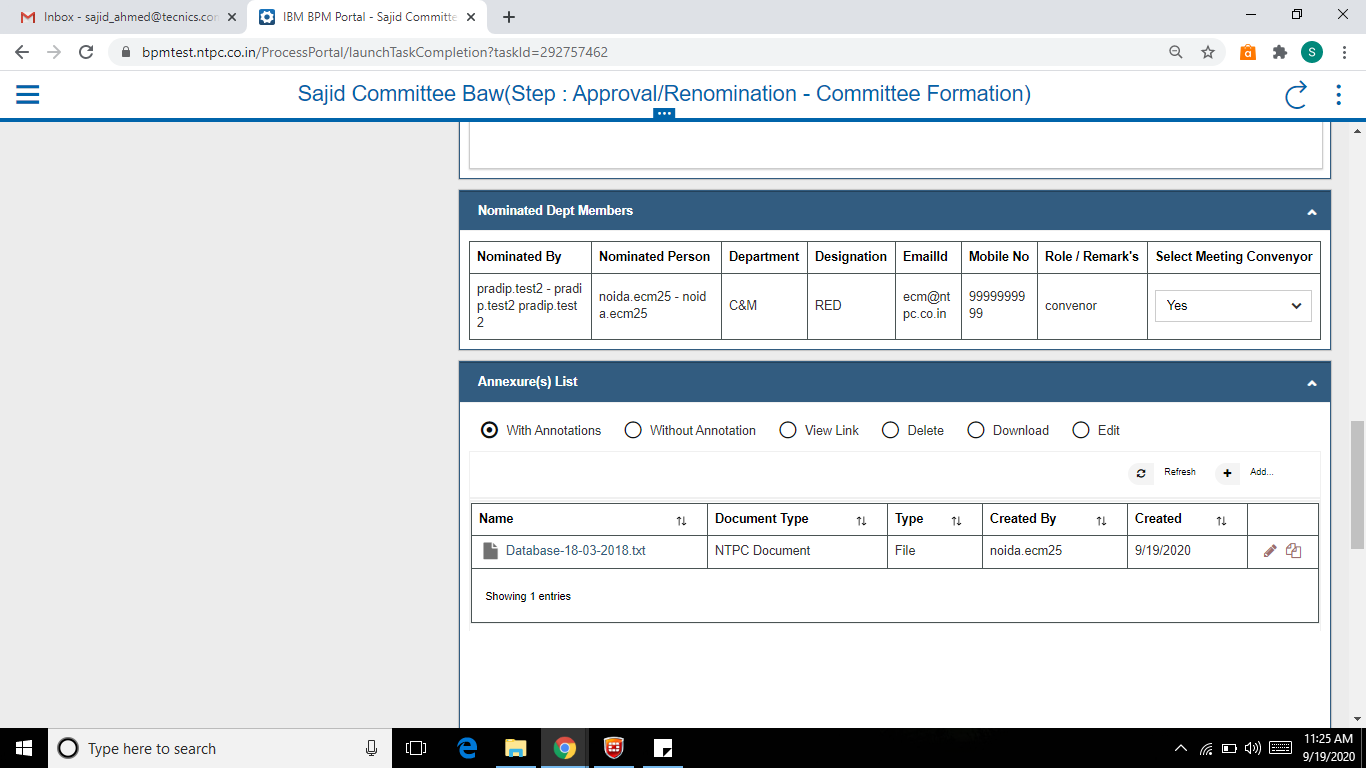 Inbox - sajid_ahmed@tecnics.con
IBM BPM Portal - Sajid Committe
bpmtest.ntpc.co.in/ProcessPortal/launchTaskCompletion?taskId=292757462
S
Sajid Committee Baw(Step : Approval/Renomination - Committee Formation)
Nominated Dept Members
Nominated By Nominated Person Department Designation EmailId Mobile No Role / Remark's Select Meeting Convenyor
pradip.test2 - pradi
p.test2 pradip.test
2
noida.ecm25 - noid
a.ecm25
C&M
RED
ecm@nt
pc.co.in
99999999
99
convenor
Yes
Annexure(s) List
With Annotations Without Annotation View Link Delete Download Edit
Refresh Add...
Name Document Type Type Created By Created
Database-18-03-2018.txt NTPC Document File noida.ecm25 9/19/2020
Showing 1 entries
Type here to search
11:25 AM
9/19/2020